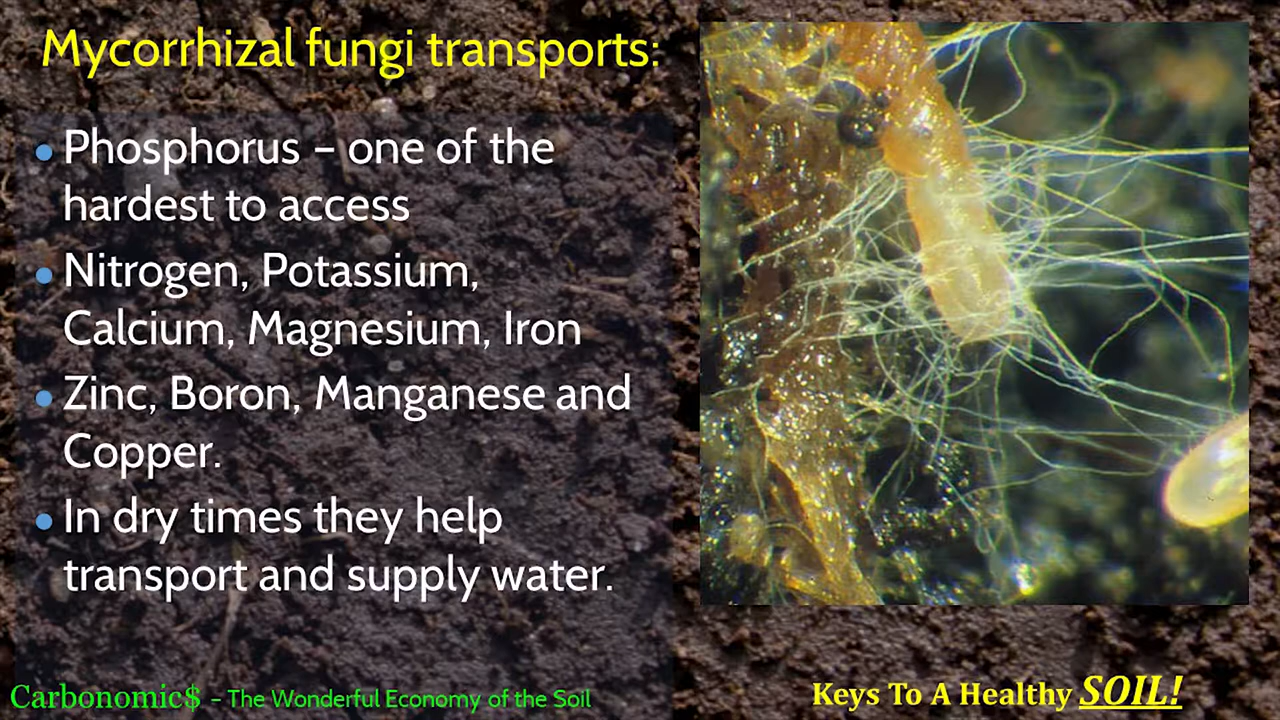 Mycorrhizal fungi transports:
• Phosphorus – one of the
hardest to access
• Nitrogen, Potassium,
Calcium, Magnesium, Iron
• Zinc, Boron, Manganese and
Copper.
• In dry times they help
transport and supply water.
Carbonomic$ – The Wonderful Economy of the Soil
Keys To A Healthy SOIL!